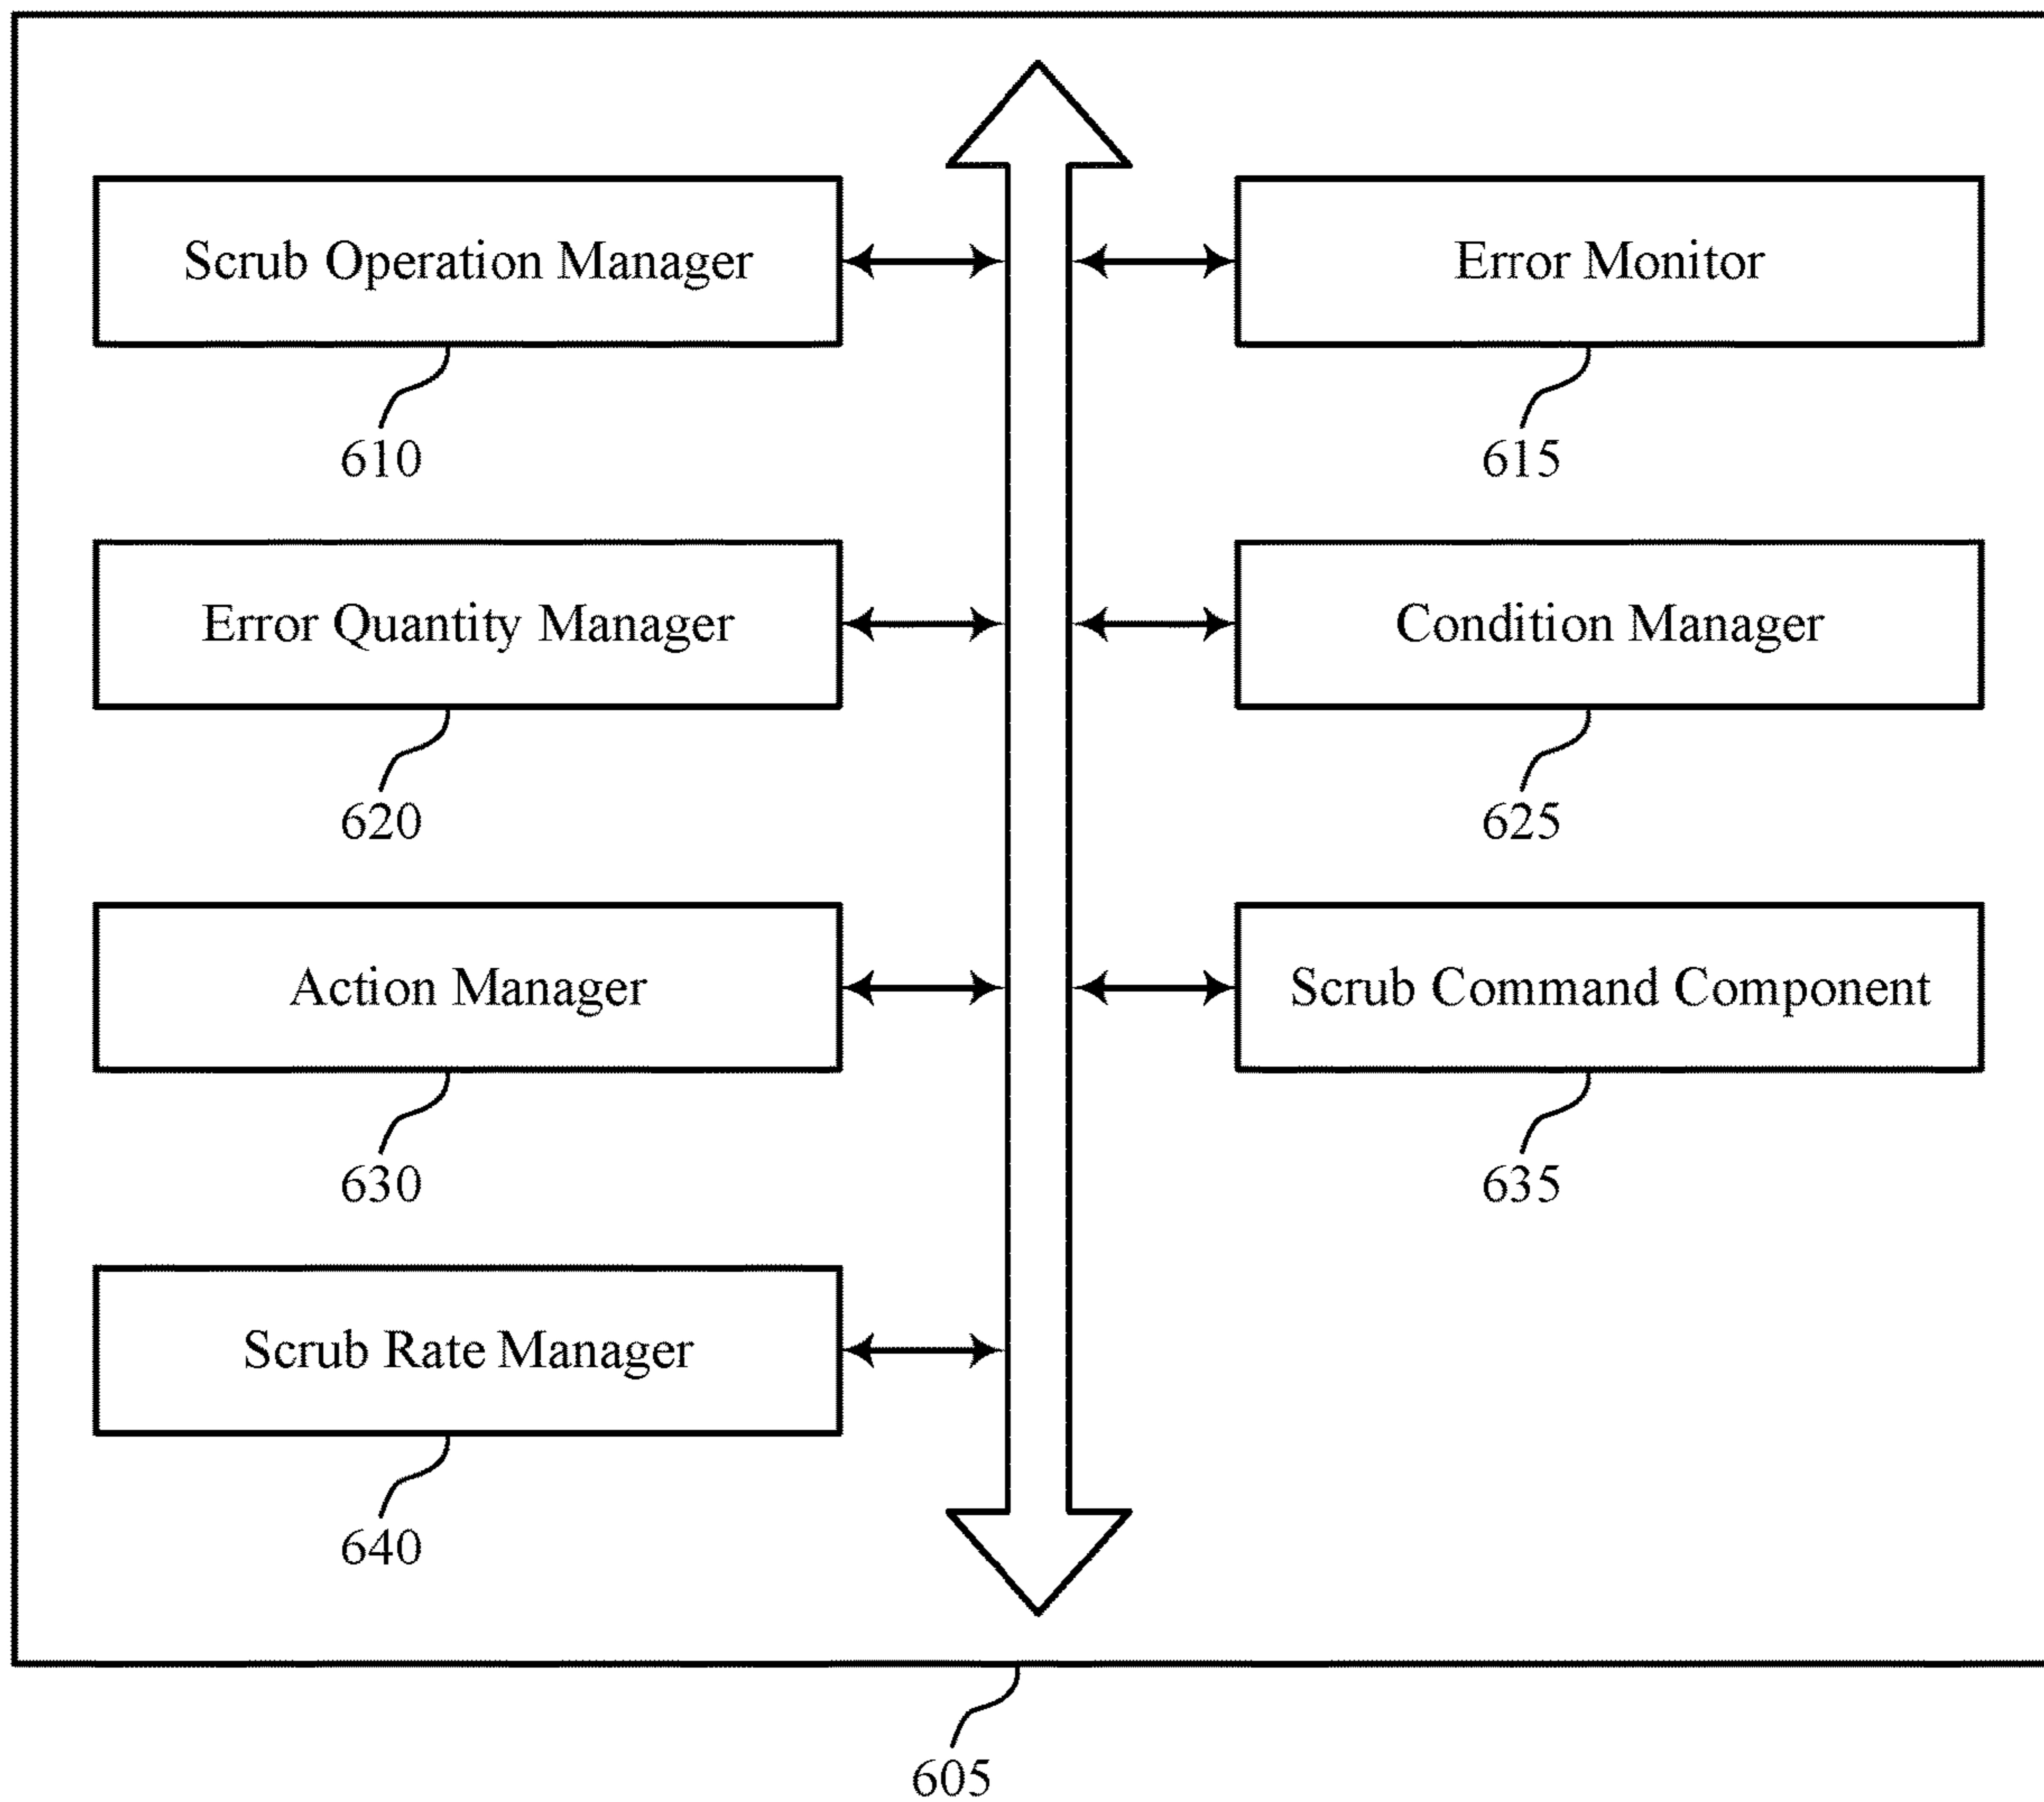 Scrub Operation Manager
Error Monitor
610
615
Error Quantity Manager
Condition Manager
620
625
Action Manager
Scrub Command Component
630
635
Scrub Rate Manager
640
605